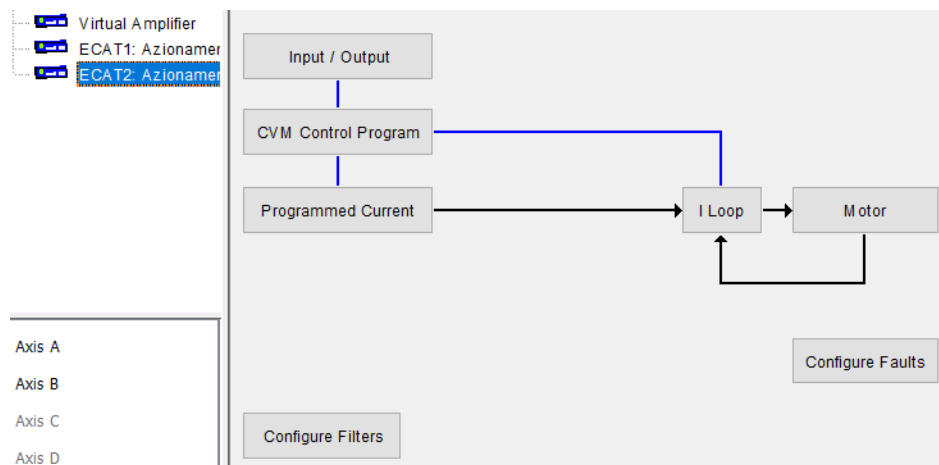 Virtual Amplifier
ECAT1: Azionamer
ECAT2: Azionamer
Input / Output
CVM Control Program
Programmed Current
I Loop
Motor
Configure Faults
Configure Filters
Axis A
Axis B
Axis C
Axis D